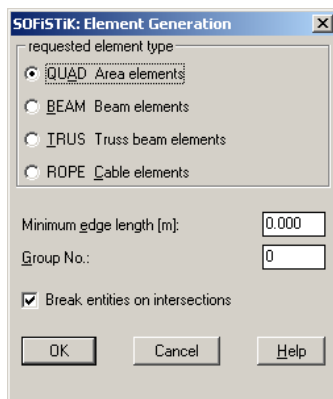 SOFiSTiK: Element Generation
requested element type
QUAD Area elements
BEAM Beam elements
TRUS Truss beam elements
ROPE Cable elements
Minimum edge length [m]: 0.000
Group No.: 0
Break entities on intersections
OK Cancel Help